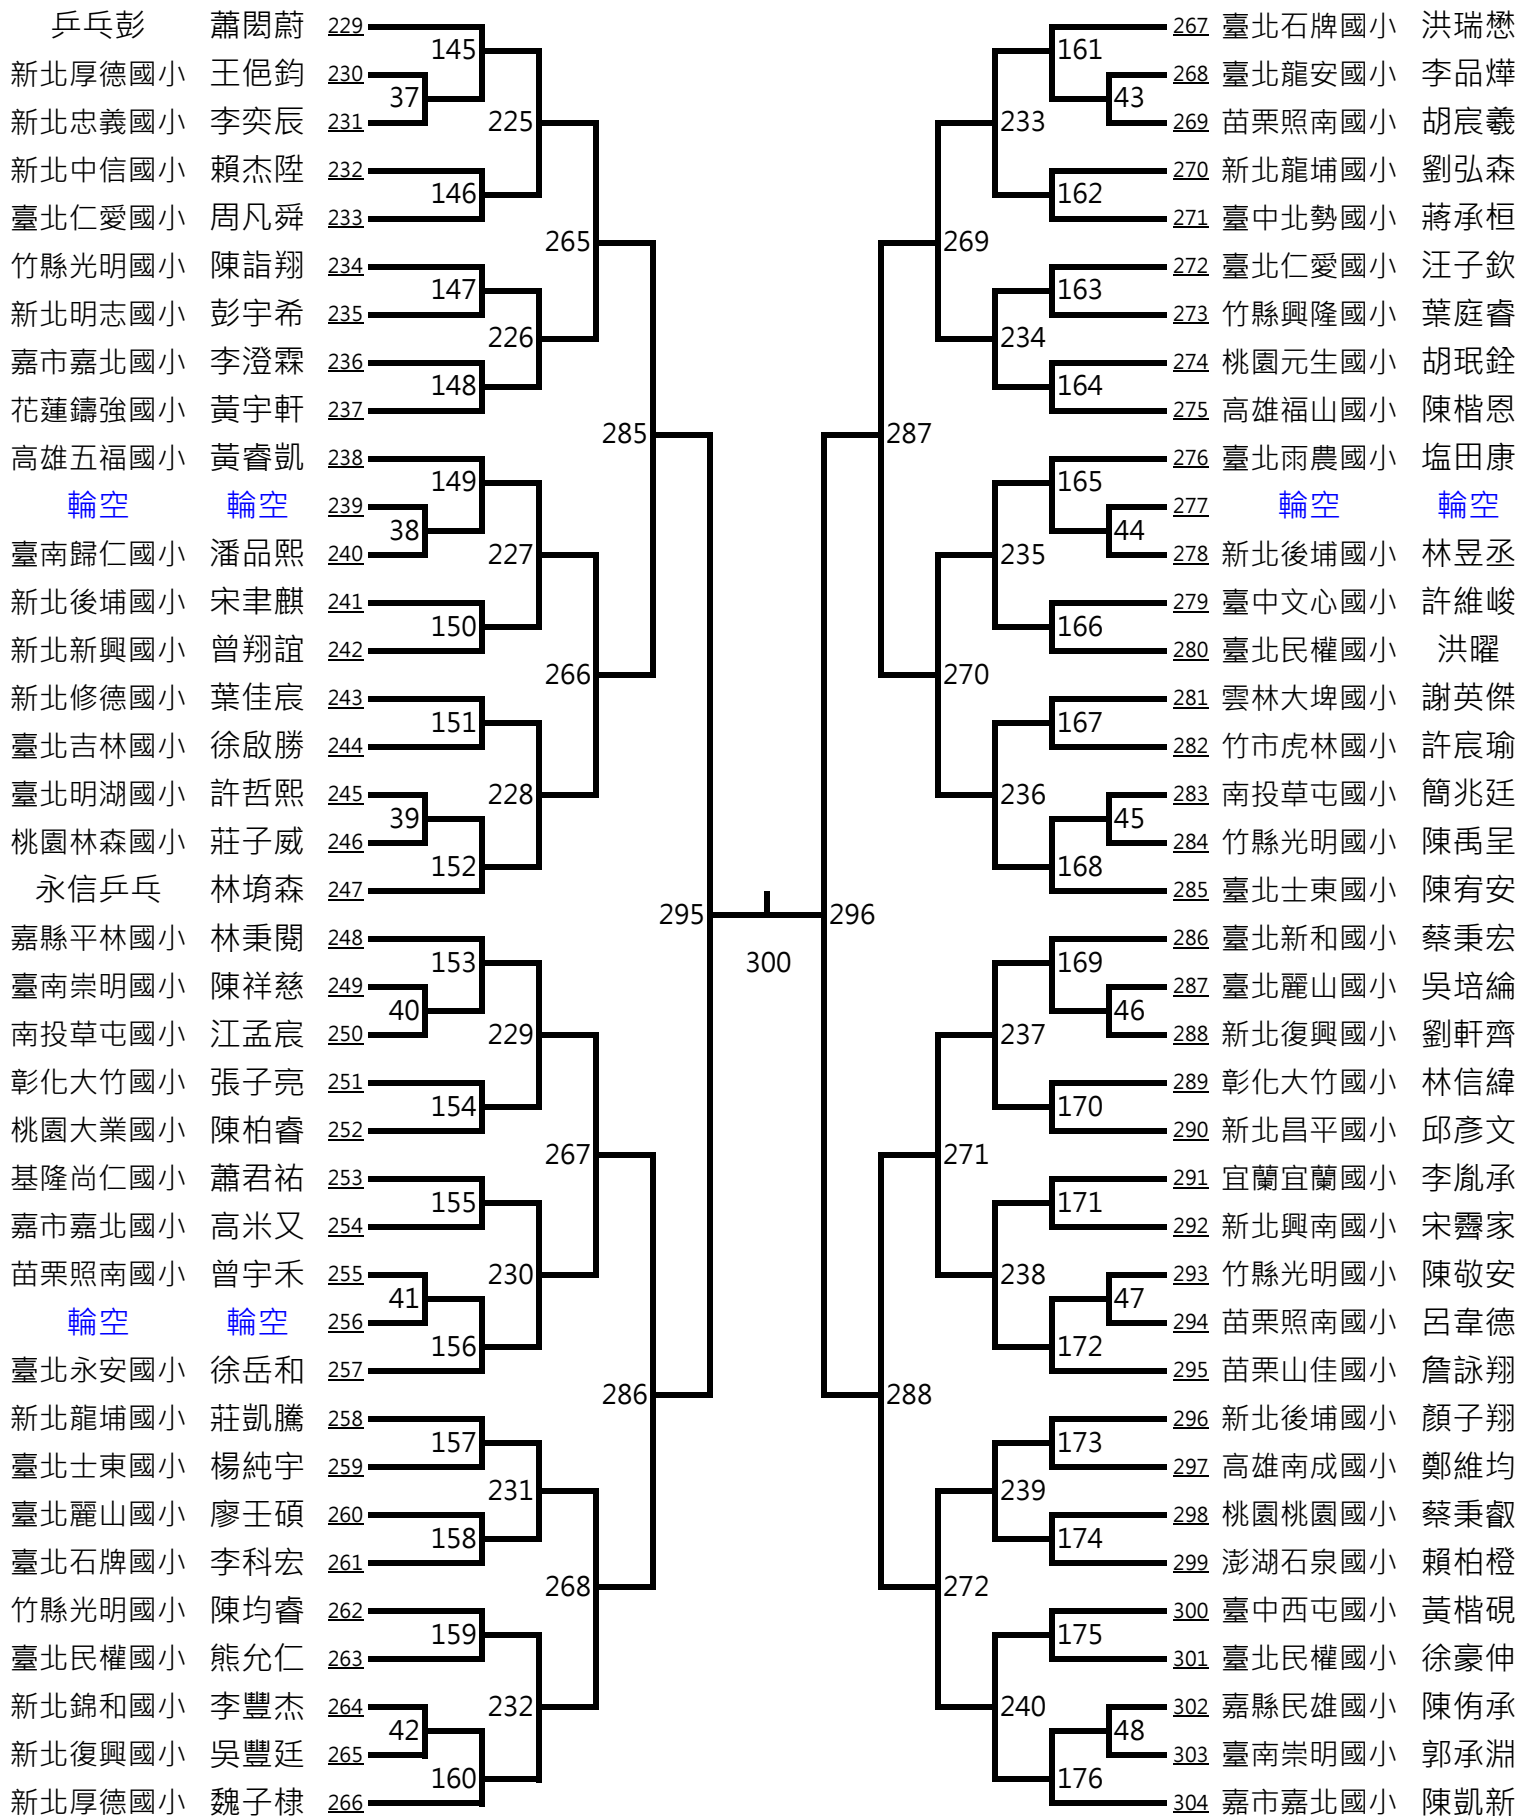 乒乓彭 蕭閎蔚 229
145
新北厚德國小 王俋鈞 230
37
新北忠義國小 李奕辰 231
225
新北中信國小 賴杰陞 232
146
臺北仁愛國小 周凡舜 233
265
竹縣光明國小 陳詣翔 234
147
新北明志國小 彭宇希 235
226
嘉市嘉北國小 李澄霖 236
148
花蓮鑄強國小 黃宇軒 237
285
高雄五福國小 黃睿凱 238
149
輪空 輪空 239
38
臺南歸仁國小 潘品熙 240
227
新北後埔國小 宋聿麒 241
150
新北新興國小 曾翔誼 242
266
新北修德國小 葉佳宸 243
151
臺北吉林國小 徐啟勝 244
228
臺北明湖國小 許哲熙 245
39
桃園林森國小 莊子威 246
152
永信乒乓 林堉森 247
295
嘉縣平林國小 林秉閱 248
153
臺南崇明國小 陳祥慈 249
40
南投草屯國小 江孟宸 250
229
彰化大竹國小 張子亮 251
154
桃園大業國小 陳柏睿 252
267
基隆尚仁國小 蕭君祐 253
155
嘉市嘉北國小 高米又 254
230
苗栗照南國小 曾宇禾 255
41
輪空 輪空 256
156
臺北永安國小 徐岳和 257
286
新北龍埔國小 莊凱騰 258
157
臺北士東國小 楊純宇 259
231
臺北麗山國小 廖王碩 260
158
臺北石牌國小 李科宏 261
268
竹縣光明國小 陳均睿 262
159
臺北民權國小 熊允仁 263
232
新北錦和國小 李豐杰 264
42
新北復興國小 吳豐廷 265
160
新北厚德國小 魏子棣 266
300
267 臺北石牌國小 洪瑞懋
161
268 臺北龍安國小 李品燁
43
269 苗栗照南國小 胡宸羲
233
270 新北龍埔國小 劉弘森
162
271 臺中北勢國小 蔣承桓
269
272 臺北仁愛國小 汪子欽
163
273 竹縣興隆國小 葉庭睿
234
274 桃園元生國小 胡珉銓
164
275 高雄福山國小 陳楷恩
287
276 臺北雨農國小 塩田康
165
277 輪空 輪空
44
278 新北後埔國小 林昱丞
235
279 臺中文心國小 許維峻
166
280 臺北民權國小 洪曜
270
281 雲林大埤國小 謝英傑
167
282 竹市虎林國小 許宸瑜
236
283 南投草屯國小 簡兆廷
45
284 竹縣光明國小 陳禹呈
168
285 臺北士東國小 陳宥安
296
286 臺北新和國小 蔡秉宏
169
287 臺北麗山國小 吳培綸
46
288 新北復興國小 劉軒齊
237
289 彰化大竹國小 林信緯
170
290 新北昌平國小 邱彥文
271
291 宜蘭宜蘭國小 李胤承
171
292 新北興南國小 宋霽家
238
293 竹縣光明國小 陳敬安
47
294 苗栗照南國小 呂韋德
172
295 苗栗山佳國小 詹詠翔
288
296 新北後埔國小 顏子翔
173
297 高雄南成國小 鄭維均
239
298 桃園桃園國小 蔡秉叡
174
299 澎湖石泉國小 賴柏橙
272
300 臺中西屯國小 黃楷硯
175
301 臺北民權國小 徐豪伸
240
302 嘉縣民雄國小 陳侑承
48
303 臺南崇明國小 郭承淵
176
304 嘉市嘉北國小 陳凱新